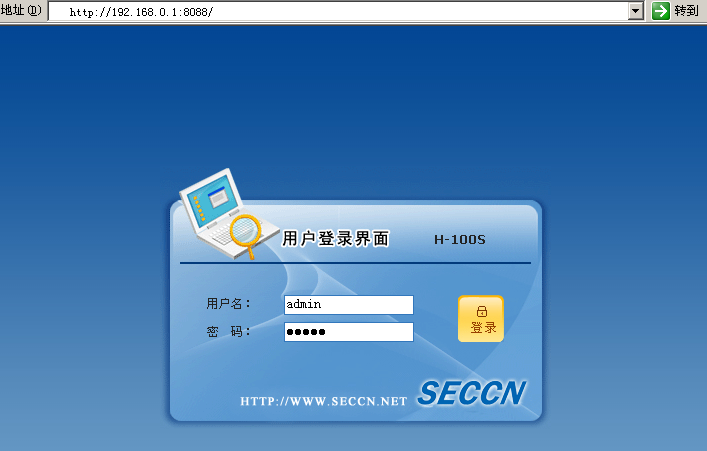 地址(D) http://192.168.0.1:8088/ 转到
用户登录界面 H-100S
用户名： admin
密 码： ●●●●●
登录
HTTP://WWW.SECCN.NET SECCN